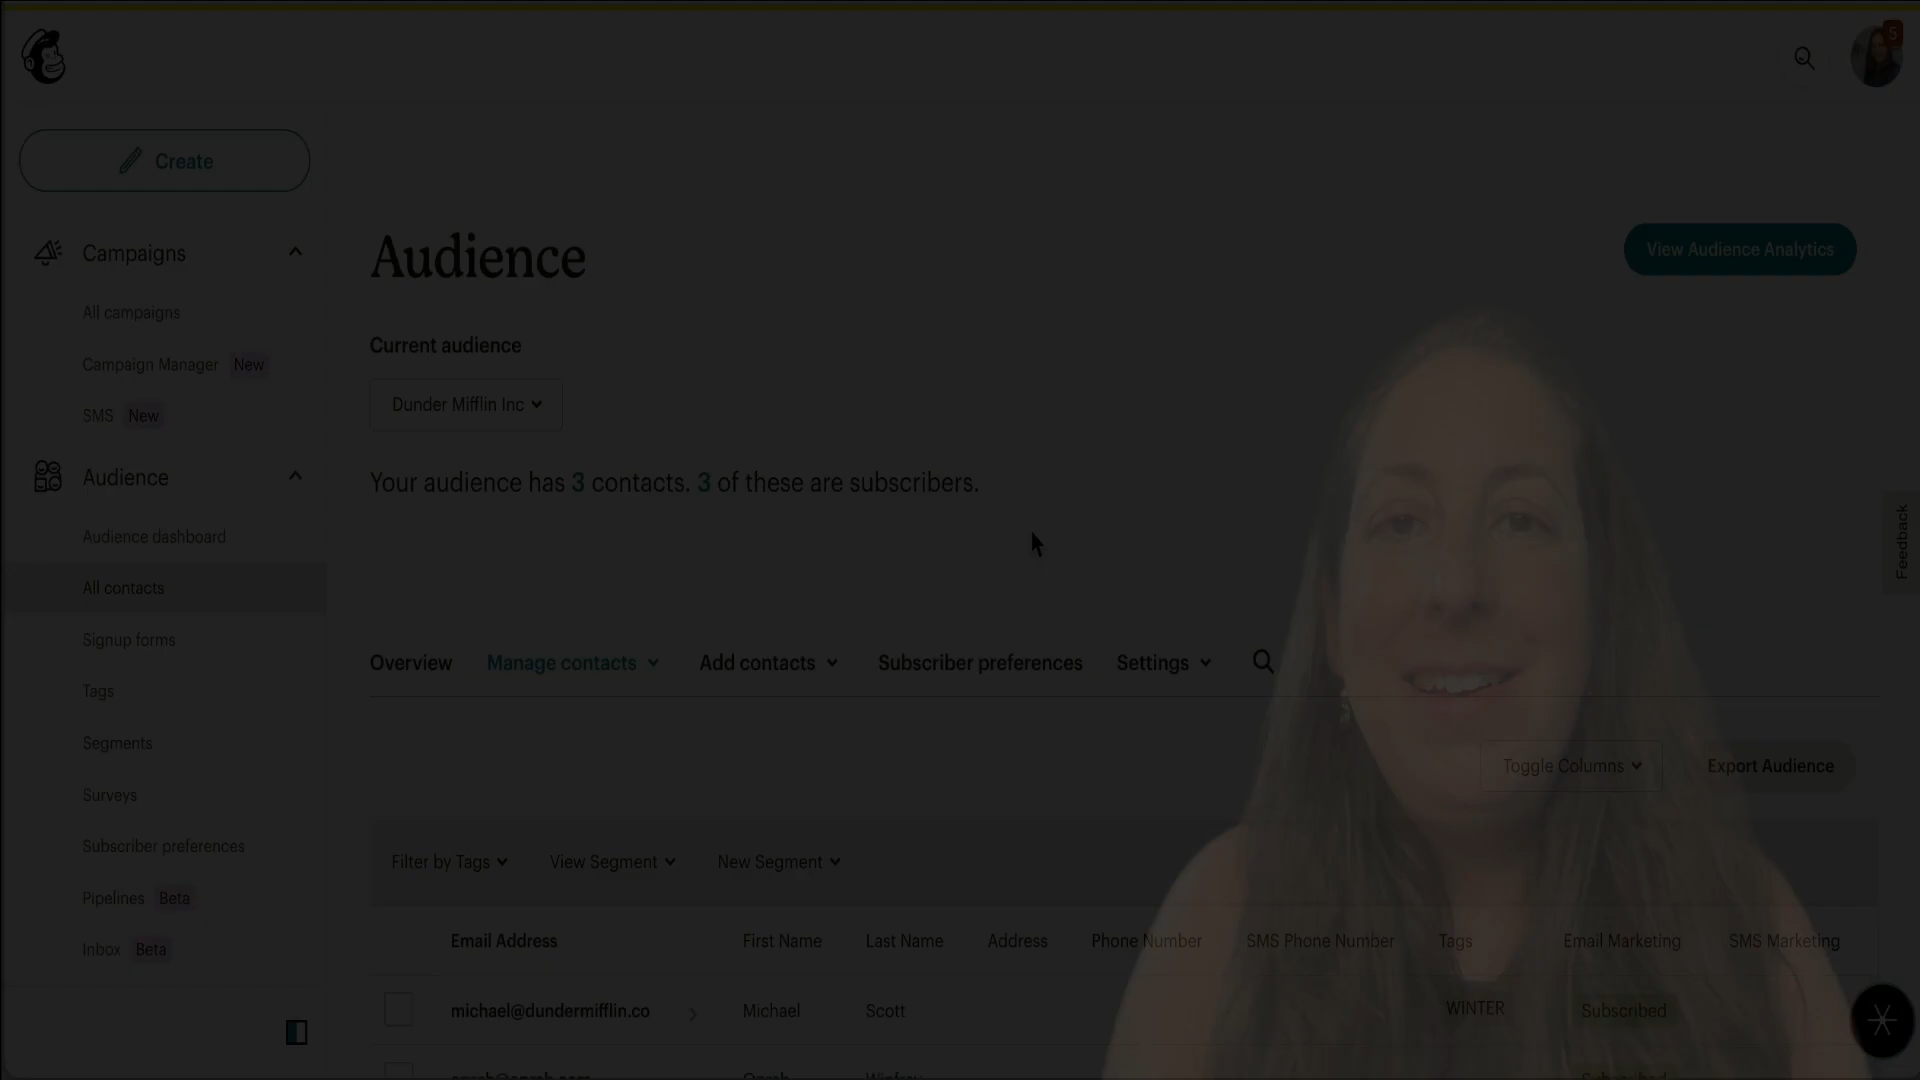 5
Create
Campaigns
All campaigns
Campaign Manager New
SMS New
Audience
Audience dashboard
All contacts
Signup forms
Tags
Segments
Surveys
Subscriber preferences
Pipelines Beta
Inbox Beta
Audience
View Audience Analytics
Current audience
Dunder Mifflin Inc
Your audience has 3 contacts. 3 of these are subscribers.
Feedback
Overview Manage contacts Add contacts Subscriber preferences Settings
Toggle Columns Export Audience
Filter by Tags View Segment New Segment
Email Address First Name Last Name Address Phone Number SMS Phone Number Tags Email Marketing SMS Marketing
michael@dundermifflin.co Michael Scott WINTER Subscribed